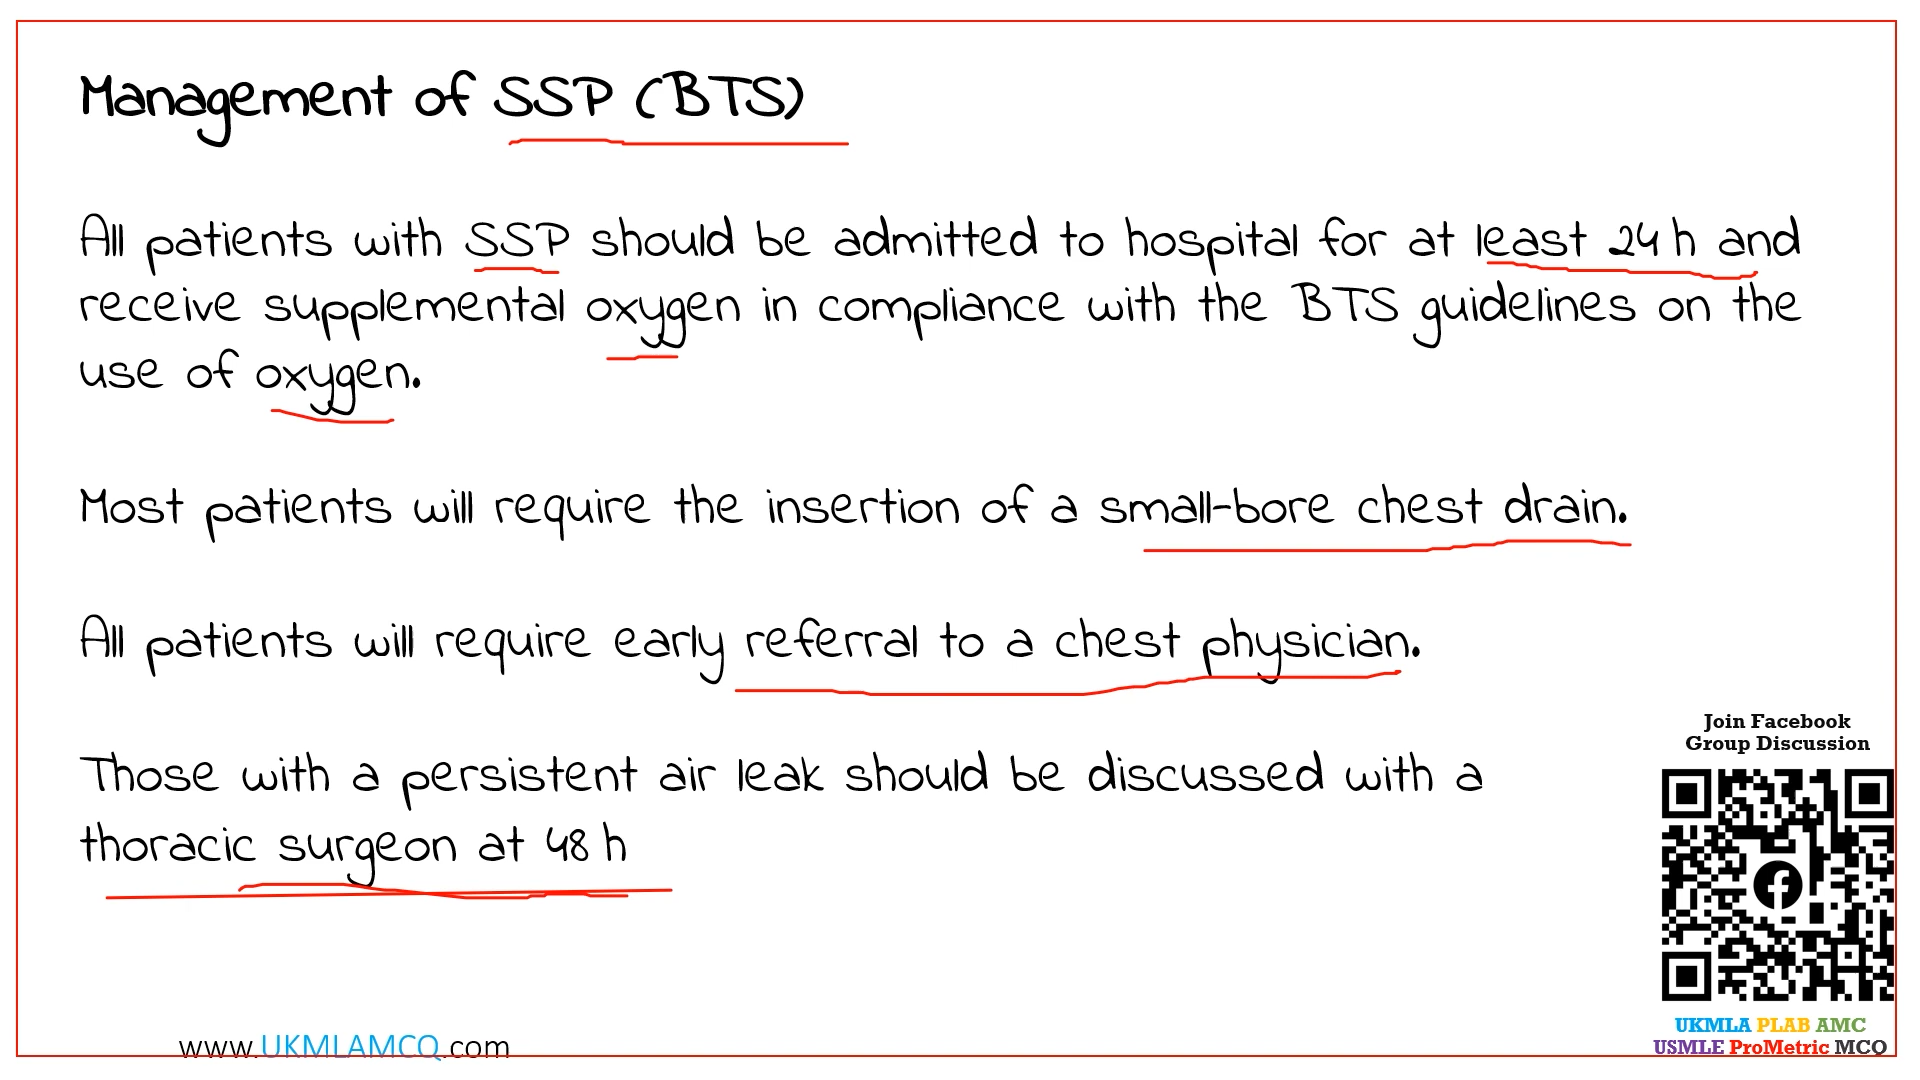 Management of SSP (BTS)
All patients with SSP should be admitted to hospital for at least 24 h and
receive supplemental oxygen in compliance with the BTS guidelines on the
use of oxygen.
Most patients will require the insertion of a small-bore chest drain.
All patients will require early referral to a chest physician.
Those with a persistent air leak should be discussed with a
thoracic surgeon at 48 h
Join Facebook
Group Discussion
UKMLA PLAB AMC
USMLE ProMetric MCQ
www.UKMLAMCQ.com